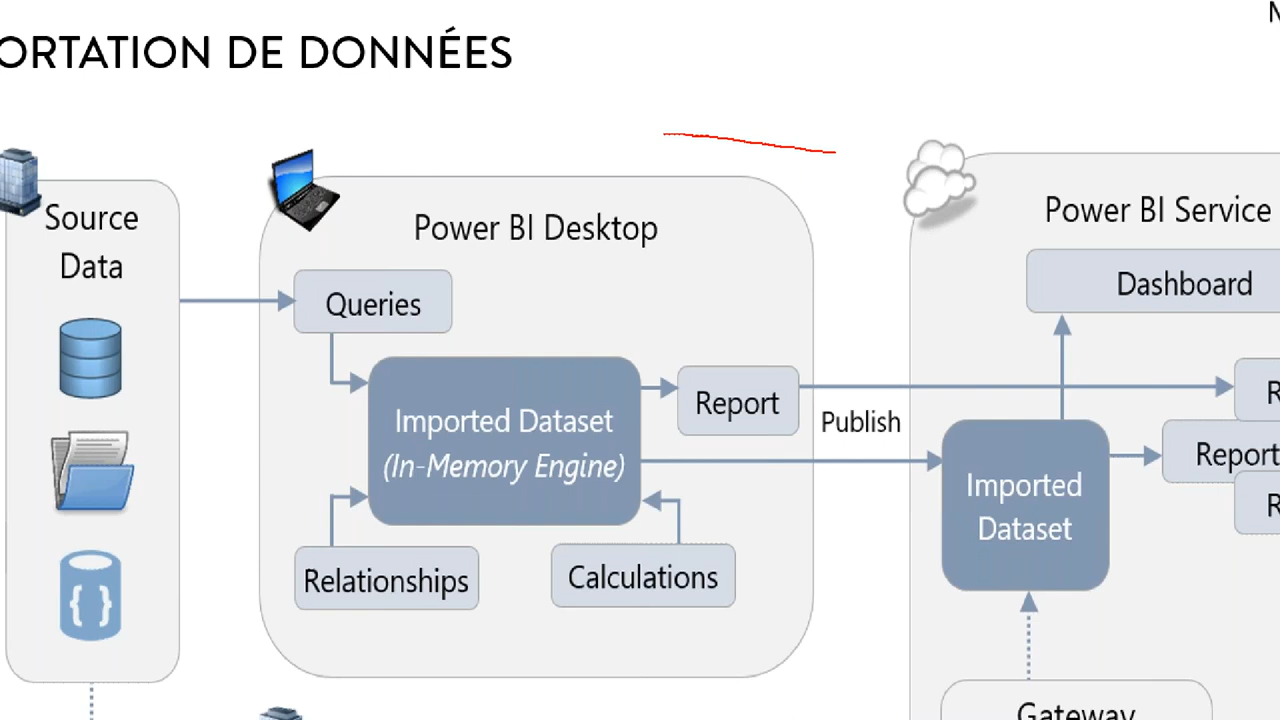 ORTATION DE DONNÉES
Source
Data
Power BI Desktop
Queries
Imported Dataset
(In-Memory Engine)
Report
Relationships
Calculations
Publish
Power BI Service
Dashboard
Imported
Dataset
Report
Gateway